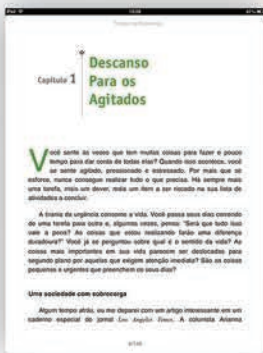 iPad
Capítulo 1
Descanso
Para os
Agitados
Você sente às vezes que tem muitas coisas para fazer e pouco
tempo para dar conta de todas elas? Quando isso acontece, você
se sente agitado, pressionado e estressado. Por mais que se
esforce, nunca consegue realizar tudo o que precisa. Há sempre mais
uma tarefa, mais um dever, mais um item a ser riscado na sua lista de
atividades a concluir.
A tirania da urgência consome a vida. Você passa seus dias correndo
de uma tarefa para outra e, algumas vezes, pensa: "Será que tudo isso
vale a pena? As coisas que estou realizando farão uma diferença
duradoura?" Você já se perguntou sobre qual é o sentido da vida? As
coisas mais importantes em sua vida parecem ser deslocadas para
segundo plano por aquelas que exigem atenção imediata? São as coisas
pequenas e urgentes que preenchem os seus dias?
Uma sociedade com sobrecarga
Algum tempo atrás, eu me deparei com um artigo interessante em um
caderno especial do jornal Los Angeles Times. A colunista Arianna